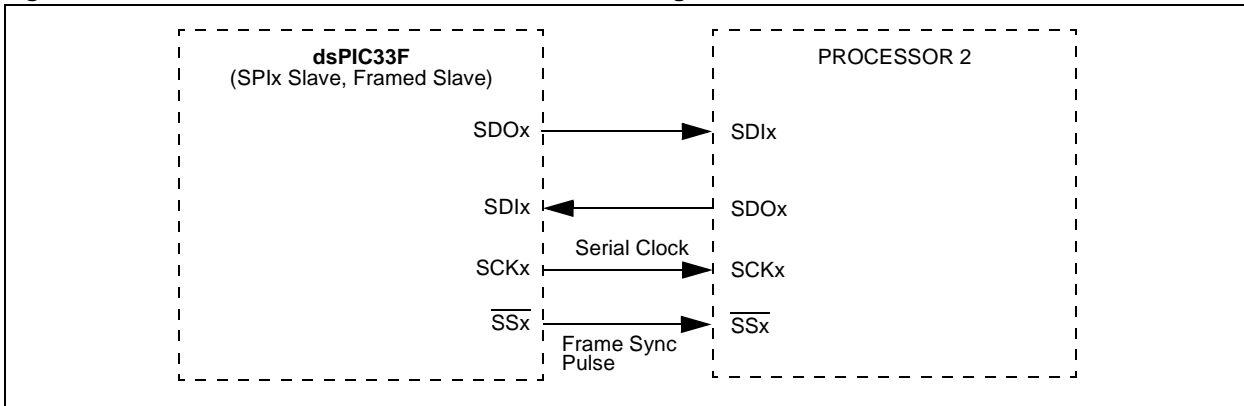 dsPIC33F
(SPIx Slave, Framed Slave)
PROCESSOR 2
SDOx
SDIx
SDIx
SDOx
Serial Clock
SCKx
SCKx
SSx
SSx
Frame Sync
Pulse